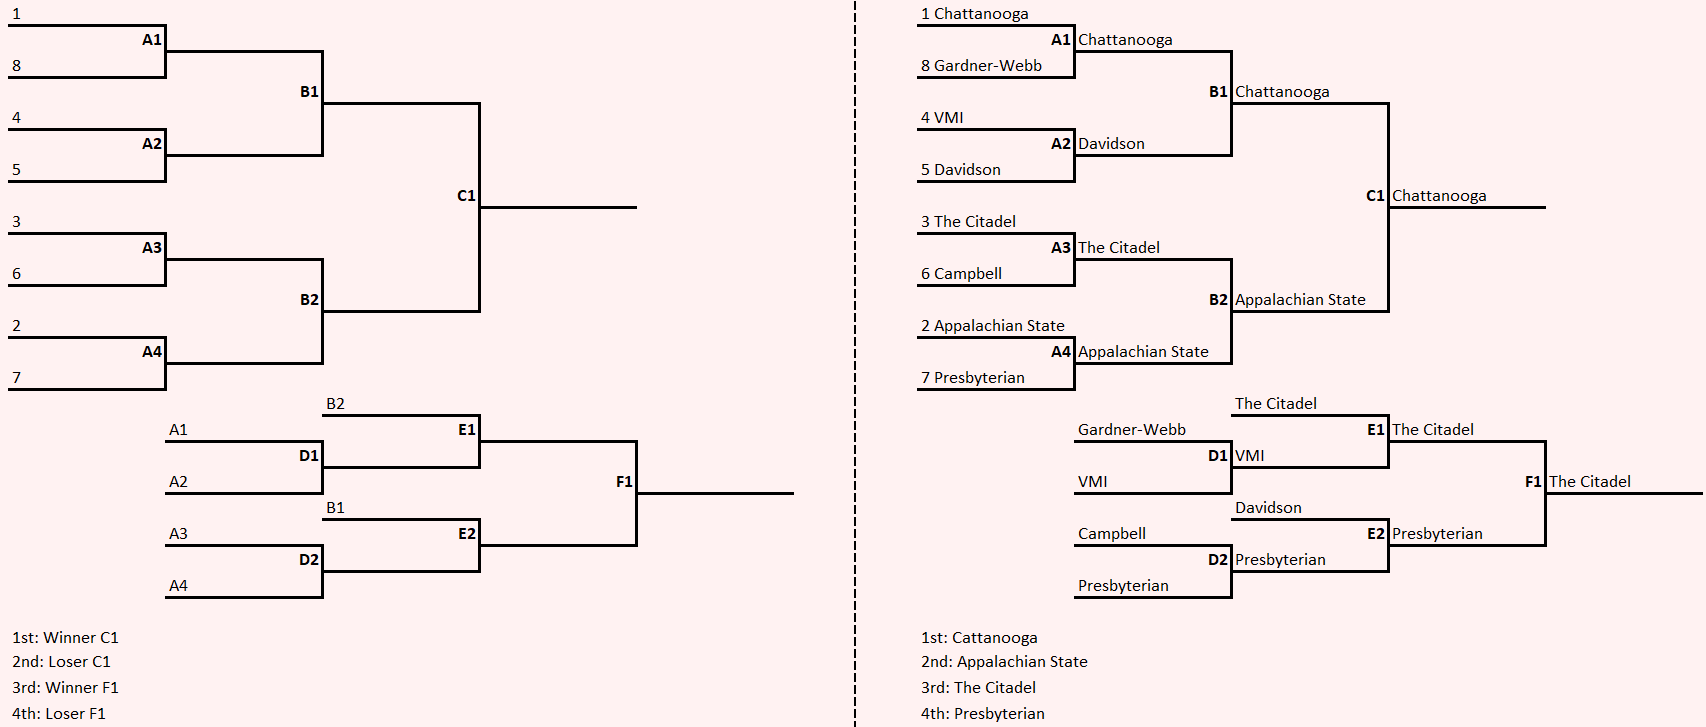 1
A1
8
B1
4
A2
5
C1
3
A3
6
B2
2
A4
7
B2
A1
E1
D1
A2
F1
B1
A3
E2
D2
A4
1st: Winner C1
2nd: Loser C1
3rd: Winner F1
4th: Loser F1
1 Chattanooga
A1 Chattanooga
8 Gardner-Webb
B1 Chattanooga
4 VMI
A2 Davidson
5 Davidson
C1 Chattanooga
3 The Citadel
A3 The Citadel
6 Campbell
B2 Appalachian State
2 Appalachian State
A4 Appalachian State
7 Presbyterian
The Citadel
Gardner-Webb
E1 The Citadel
D1 VMI
VMI
F1 The Citadel
Davidson
Campbell
E2 Presbyterian
D2 Presbyterian
Presbyterian
1st: Cattanooga
2nd: Appalachian State
3rd: The Citadel
4th: Presbyterian